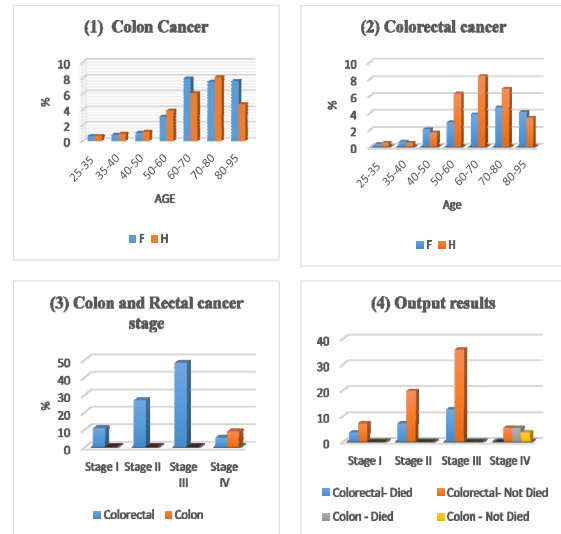 (1) Colon Cancer
10
8
6
4
2
0
%
25-35 35-40 40-50 50-60 60-70 70-80 80-95
AGE
F H
(2) Colorectal cancer
10
8
6
4
2
0
%
25-35 35-40 40-50 50-60 60-70 70-80 80-95
Age
F H
(3) Colon and Rectal cancer
stage
50
40
30
20
10
0
%
Stage I Stage II Stage Stage
III IV
Colorectal Colon
(4) Output results
40
30
20
10
0
Stage I Stage II Stage III Stage IV
Colorectal- Died Colorectal- Not Died
Colon - Died Colon - Not Died